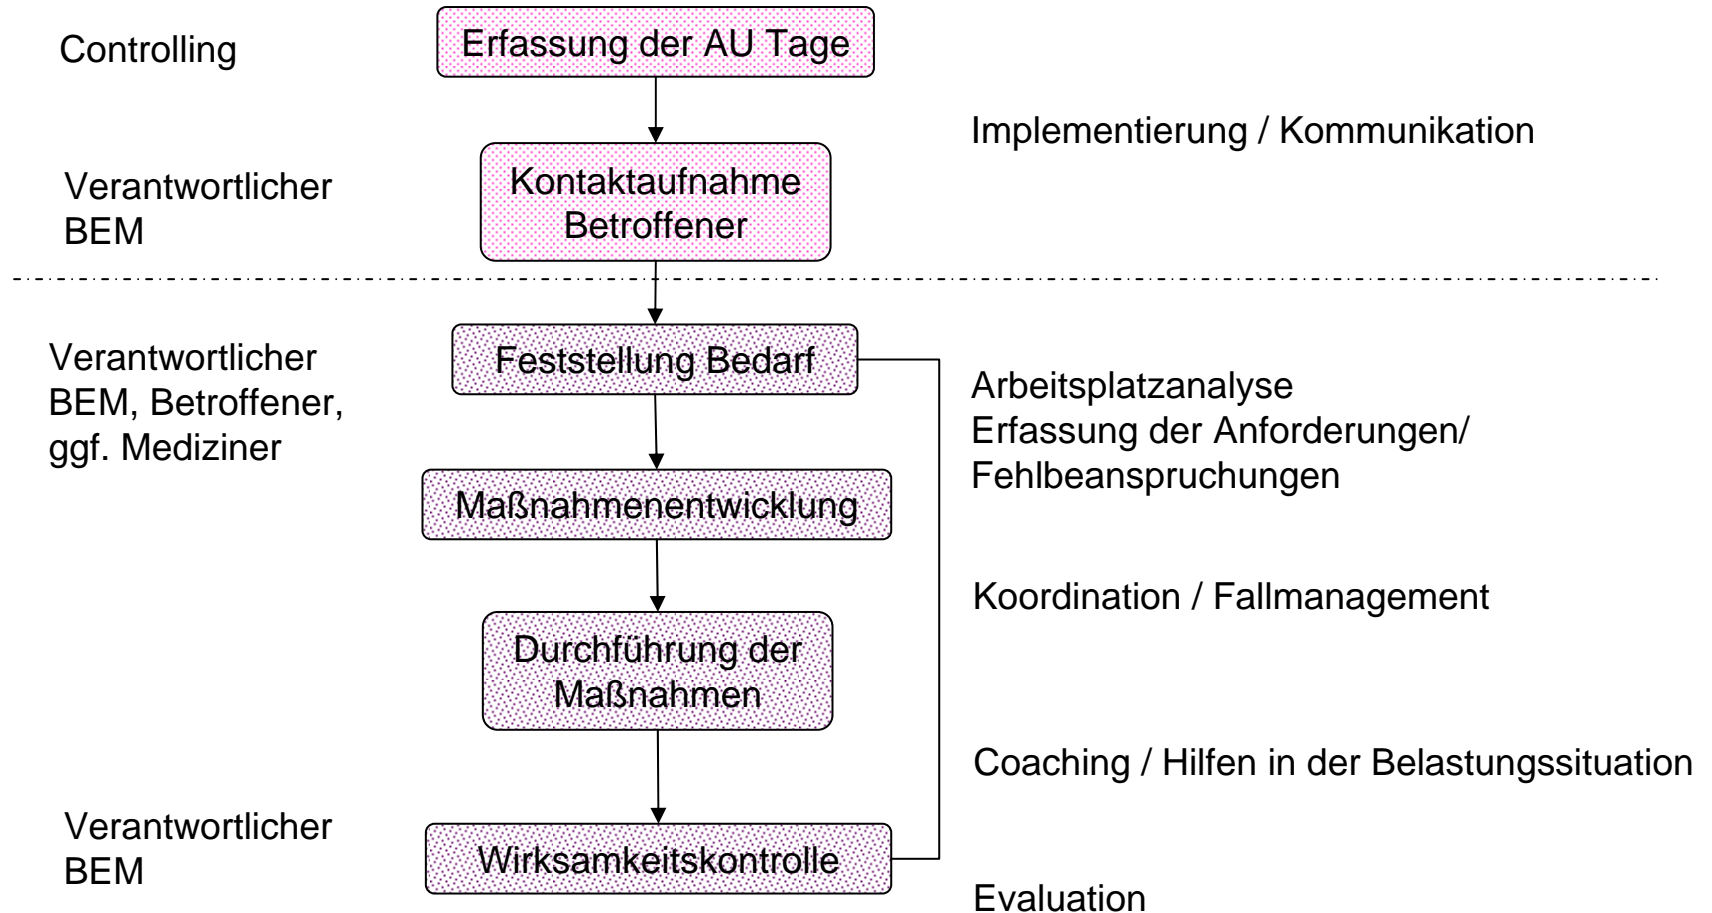 Controlling
Erfassung der AU Tage
Implementierung / Kommunikation
Verantwortlicher
BEM
Kontaktaufnahme
Betroffener
Verantwortlicher
BEM, Betroffener,
ggf. Mediziner
Feststellung Bedarf
Arbeitsplatzanalyse
Erfassung der Anforderungen/
Fehlbeanspruchungen
Maßnahmenentwicklung
Koordination / Fallmanagement
Durchführung der
Maßnahmen
Coaching / Hilfen in der Belastungssituation
Verantwortlicher
BEM
Wirksamkeitskontrolle
Evaluation